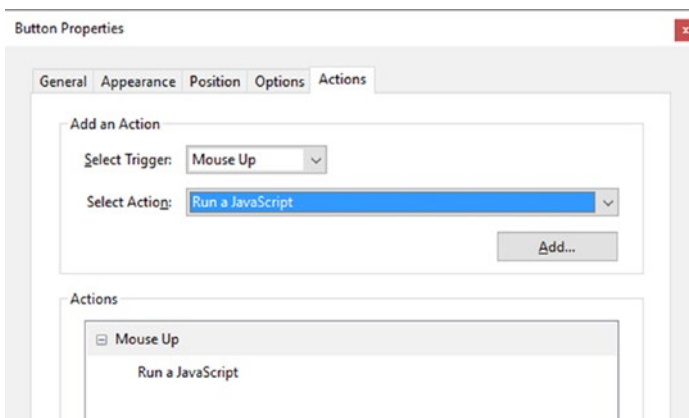 Button Properties
x
General Appearance Position Options Actions
Add an Action
Select Trigger: Mouse Up
Select Action: Run a JavaScript
Add...
Actions
Mouse Up
Run a JavaScript